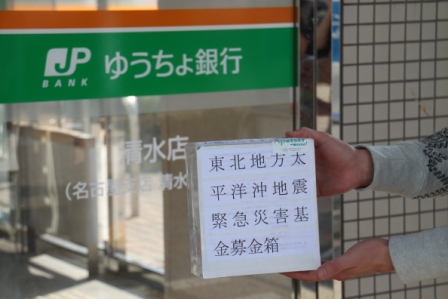 JP
BANK
ゆうちょ銀行
清水店
東北地方太
平洋沖地震
緊急災害基
金募金箱